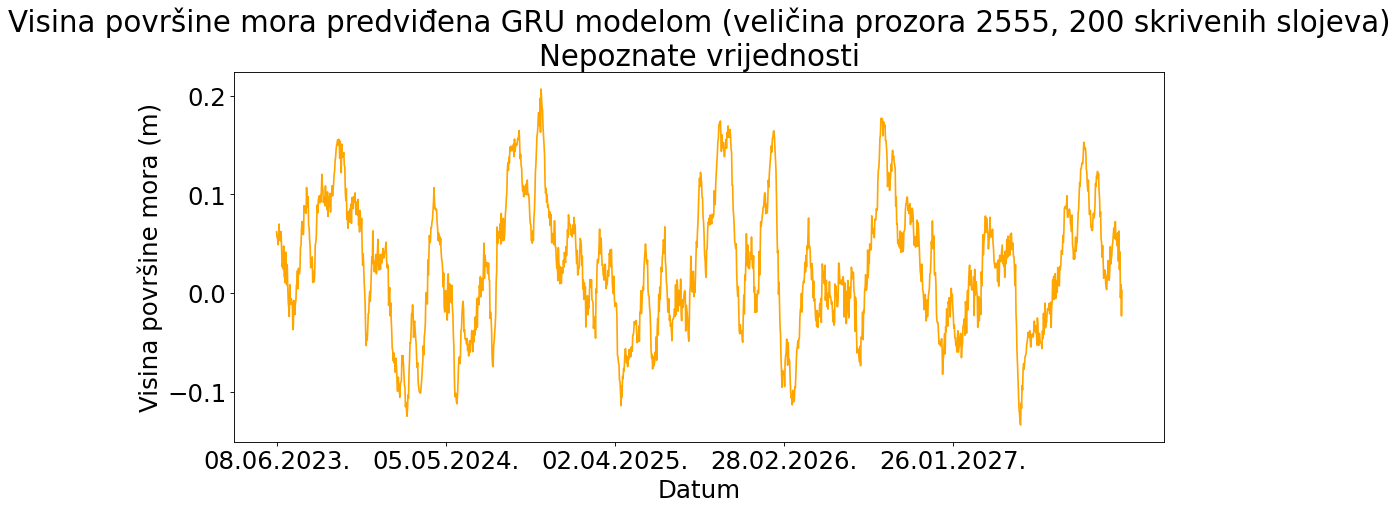 Visina površine mora predviđena GRU modelom (veličina prozora 2555, 200 skrivenih slojeva)
Nepoznate vrijednosti
Visina površine mora (m)
0.2
0.1
0.0
−0.1
08.06.2023. 05.05.2024. 02.04.2025. 28.02.2026. 26.01.2027.
Datum